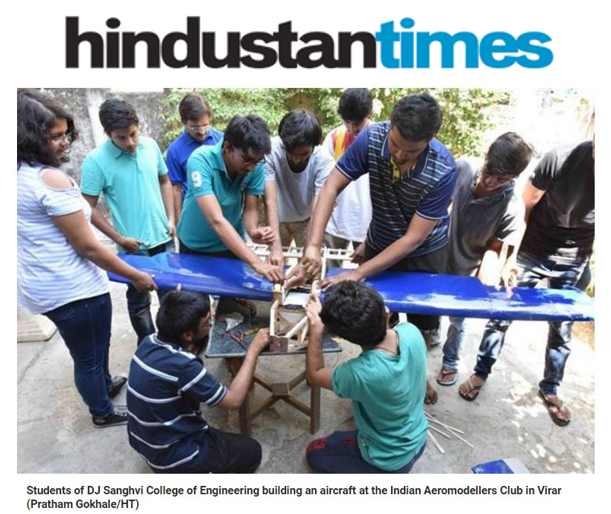 hindustantimes
9
Students of DJ Sanghvi College of Engineering building an aircraft at the Indian Aeromodellers Club in Virar
(Pratham Gokhale/HT)